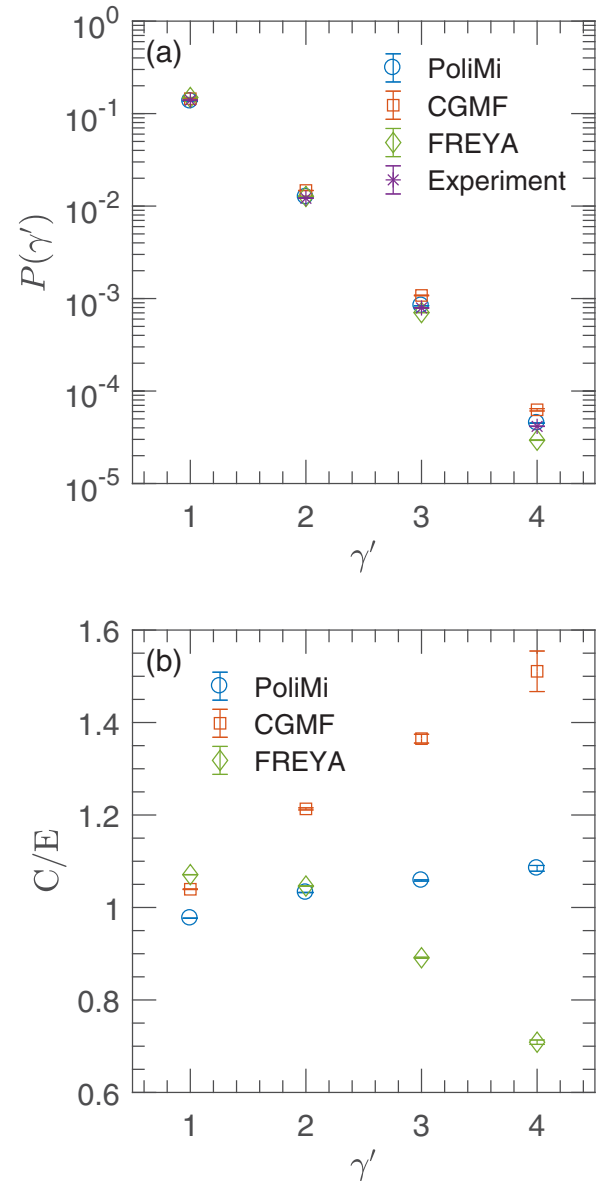 (a)
PoliMi
CGMF
FREYA
Experiment
10^0
10^-1
10^-2
10^-3
10^-4
10^-5
P(γ′)
1 2 3 4
γ′
(b)
PoliMi
CGMF
FREYA
1.6
1.4
1.2
1
0.8
0.6
C/E
1 2 3 4
γ′